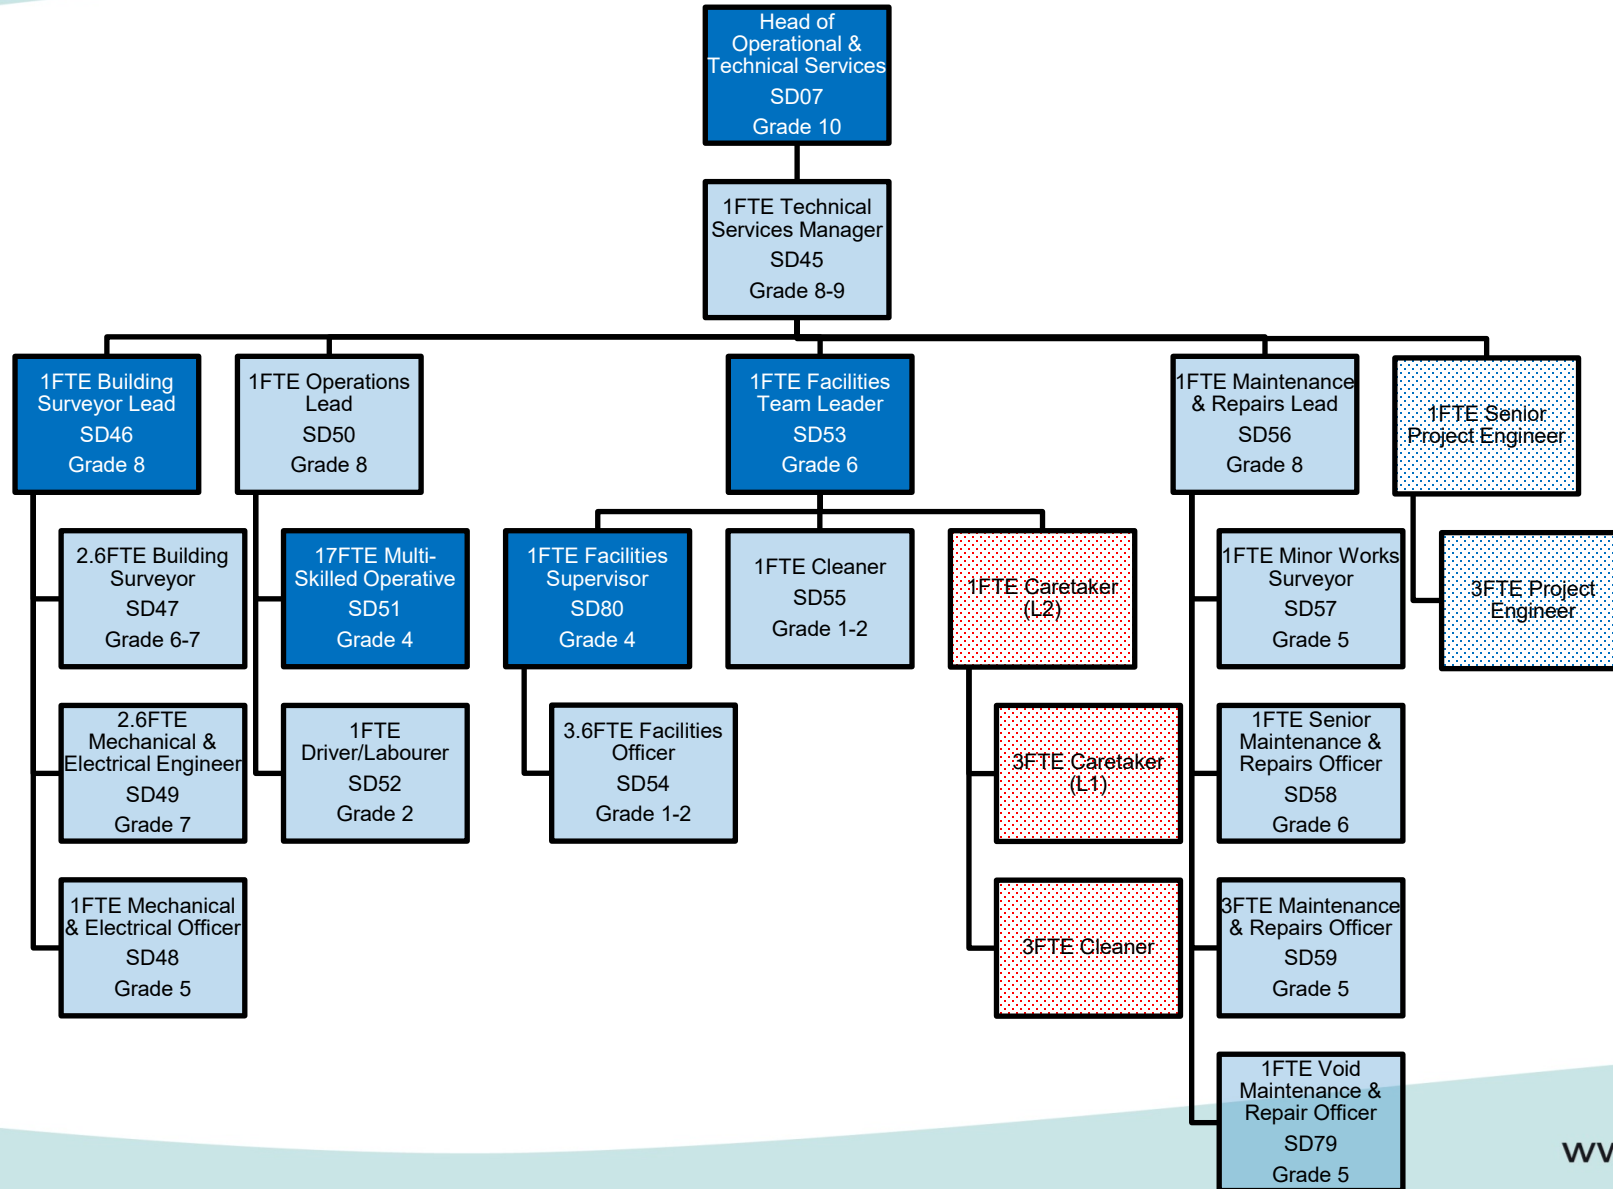 Head of
Operational &
Technical Services
SD07
Grade 10
1FTE Technical
Services Manager
SD45
Grade 8-9
1FTE Building
Surveyor Lead
SD46
Grade 8
1FTE Operations
Lead
SD50
Grade 8
1FTE Facilities
Team Leader
SD53
Grade 6
1FTE Maintenance
& Repairs Lead
SD56
Grade 8
1FTE Senior
Project Engineer
2.6FTE Building
Surveyor
SD47
Grade 6-7
17FTE Multi-
Skilled Operative
SD51
Grade 4
1FTE Facilities
Supervisor
SD80
Grade 4
1FTE Cleaner
SD55
Grade 1-2
1FTE Caretaker
(L2)
1FTE Minor Works
Surveyor
SD57
Grade 5
3FTE Project
Engineer
2.6FTE
Mechanical &
Electrical Engineer
SD49
Grade 7
1FTE
Driver/Labourer
SD52
Grade 2
3.6FTE Facilities
Officer
SD54
Grade 1-2
3FTE Caretaker
(L1)
1FTE Senior
Maintenance &
Repairs Officer
SD58
Grade 6
1FTE Mechanical
& Electrical Officer
SD48
Grade 5
3FTE Cleaner
3FTE Maintenance
& Repairs Officer
SD59
Grade 5
1FTE Void
Maintenance &
Repair Officer
SD79
Grade 5